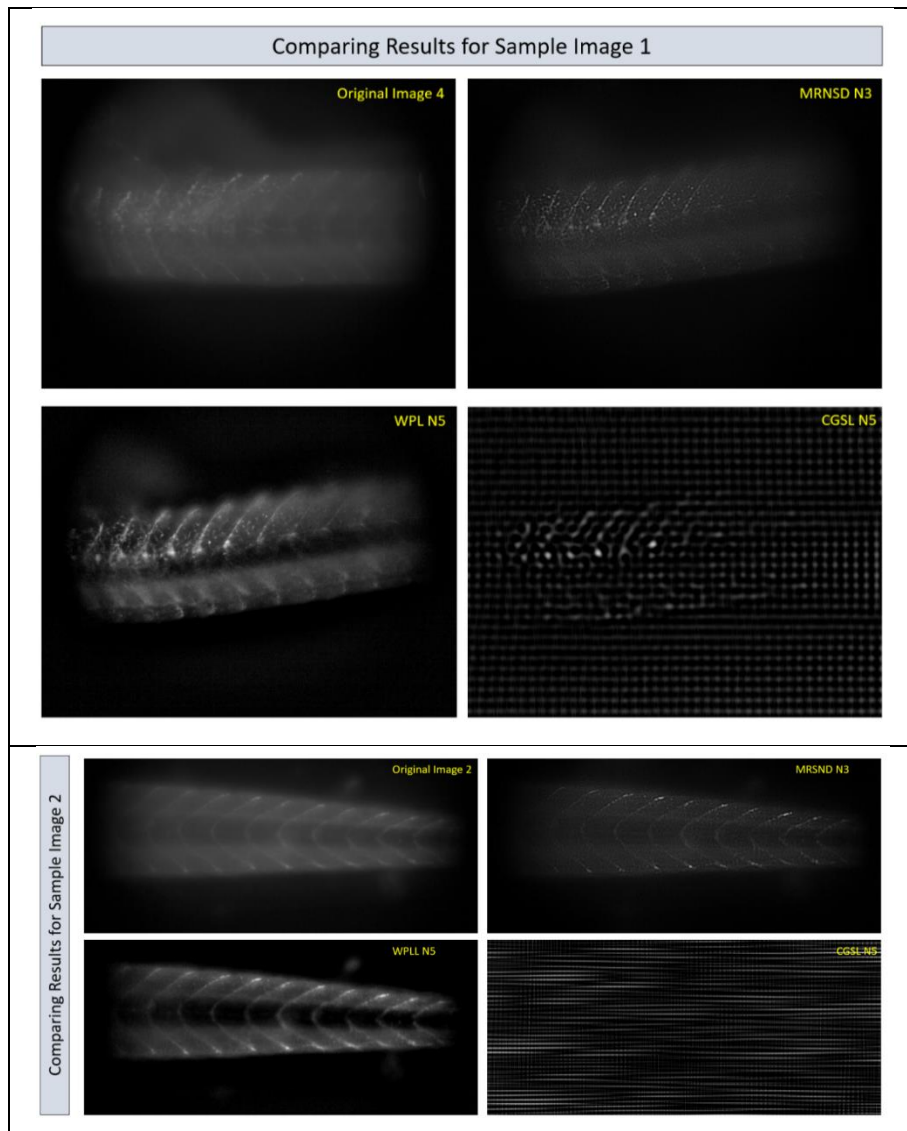 Comparing Results for Sample Image 1
Original Image 4
MRNSD N3
WPL N5
CGSL N5
Comparing Results for Sample Image 2
Original Image 2
MRSND N3
WPLL N5
CGSL N5